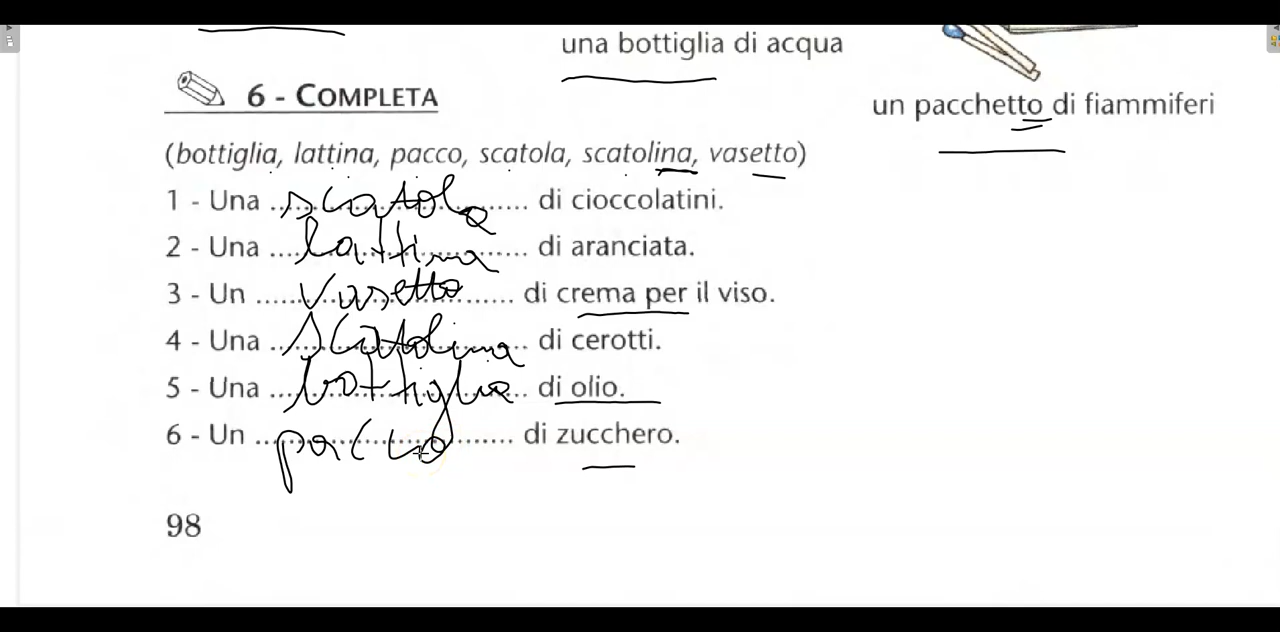 una bottiglia di acqua
6 - COMPLETA
un pacchetto di fiammiferi
(bottiglia, lattina, pacco, scatola, scatolina, vasetto)
1 - Una scatola di cioccolatini.
2 - Una lattina di aranciata.
3 - Un vasetto di crema per il viso.
4 - Una scatolina di cerotti.
5 - Una bottiglia di olio.
6 - Un pacco di zucchero.
98